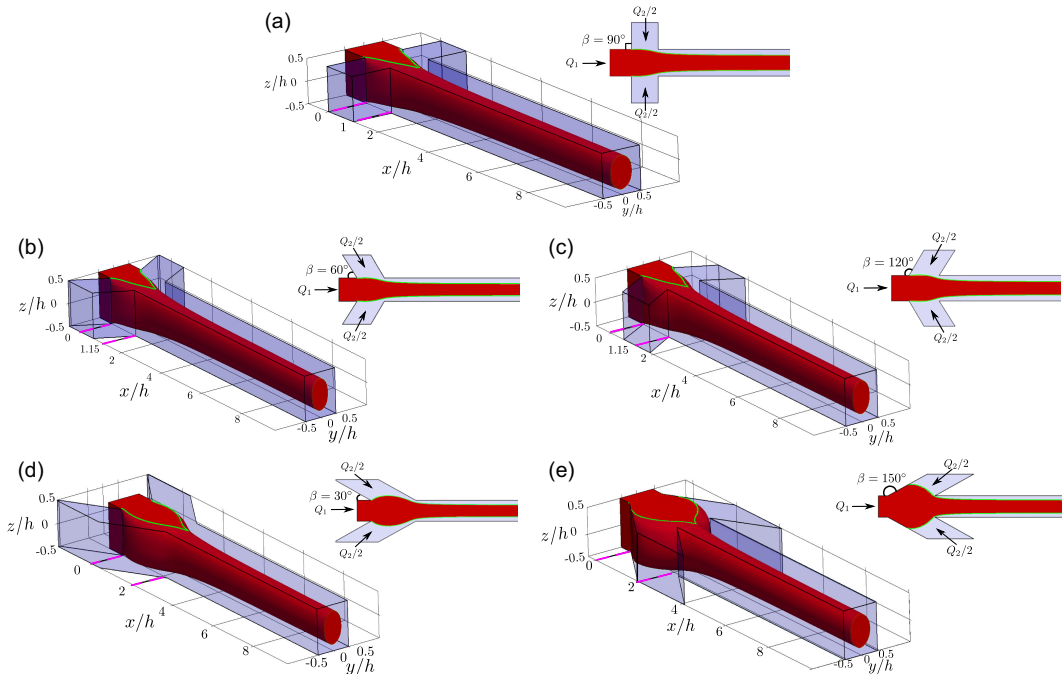 (a)
Q₂/2
β = 90°
Q₁
Q₂/2
z/h
0.5
0
-0.5
0
1
2
4
6
8
x/h
-0.5
0
0.5
y/h
(b)
Q₂/2
β = 60°
Q₁
Q₂/2
z/h
0.5
0
-0.5
0
1.15
2
4
6
8
x/h
-0.5
0
0.5
y/h
(c)
Q₂/2
β = 120°
Q₁
Q₂/2
z/h
0.5
0
-0.5
0
1.15
2
4
6
8
x/h
-0.5
0
0.5
y/h
(d)
Q₂/2
β = 30°
Q₁
Q₂/2
z/h
0.5
0
-0.5
0
2
4
6
8
x/h
-0.5
0
0.5
y/h
(e)
Q₂/2
β = 150°
Q₁
Q₂/2
z/h
0.5
0
-0.5
0
2
4
6
8
x/h
-0.5
0
0.5
y/h